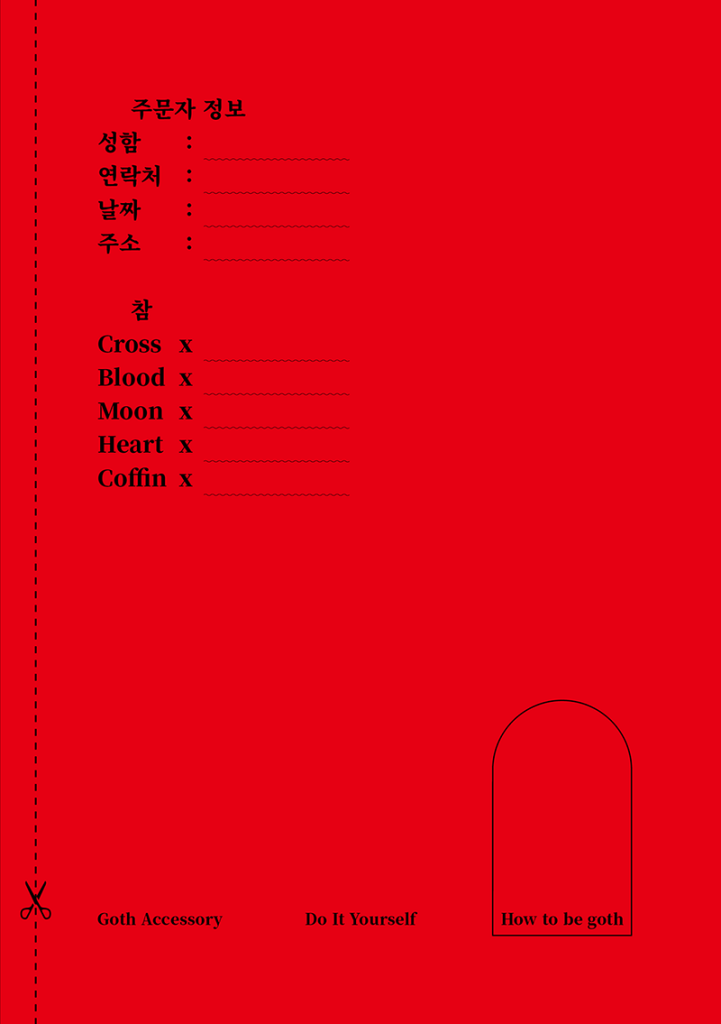 주문자 정보
성함 :
연락처 :
날짜 :
주소 :
참
Cross x
Blood x
Moon x
Heart x
Coffin x
Goth Accessory Do It Yourself How to be goth